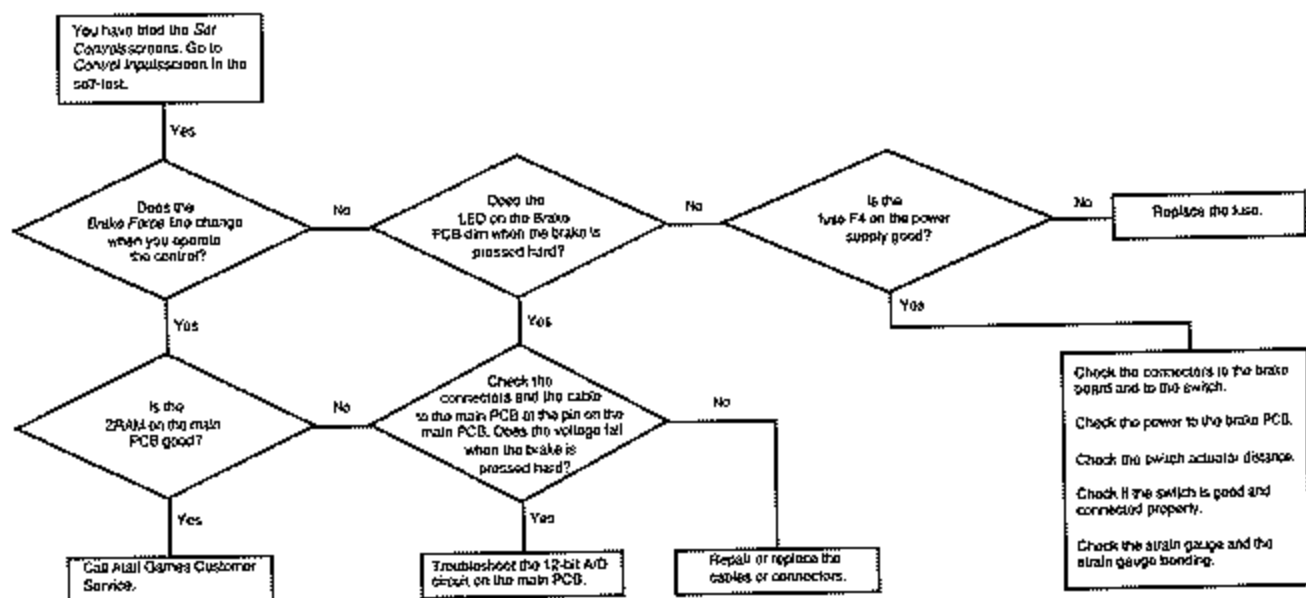 You have tried the Set
Controls screens. Go to
Control Inputs screen in the
self-test.
Yes
Does the
Brake Force line change
when you operate
the control?
No
Does the
LED on the Brake
PCB dim when the brake is
pressed hard?
No
Is the
fuse F4 on the power
supply good?
No
Replace the fuse.
Yes
Yes
Yes
Is the
ZRAM on the main
PCB good?
No
Check the
connectors and the cable
to the main PCB at the pin on the
main PCB. Does the voltage fall
when the brake is
pressed hard?
No
Check the connectors to the brake
board and to the switch.
Check the power to the brake PCB.
Check the switch actuator distance.
Check if the switch is good and
connected properly.
Check the strain gauge and the
strain gauge bonding.
Yes
Yes
Call Atari Games Customer
Service.
Troubleshoot the 12-bit A/D
circuit on the main PCB.
Repair or replace the
cables or connectors.